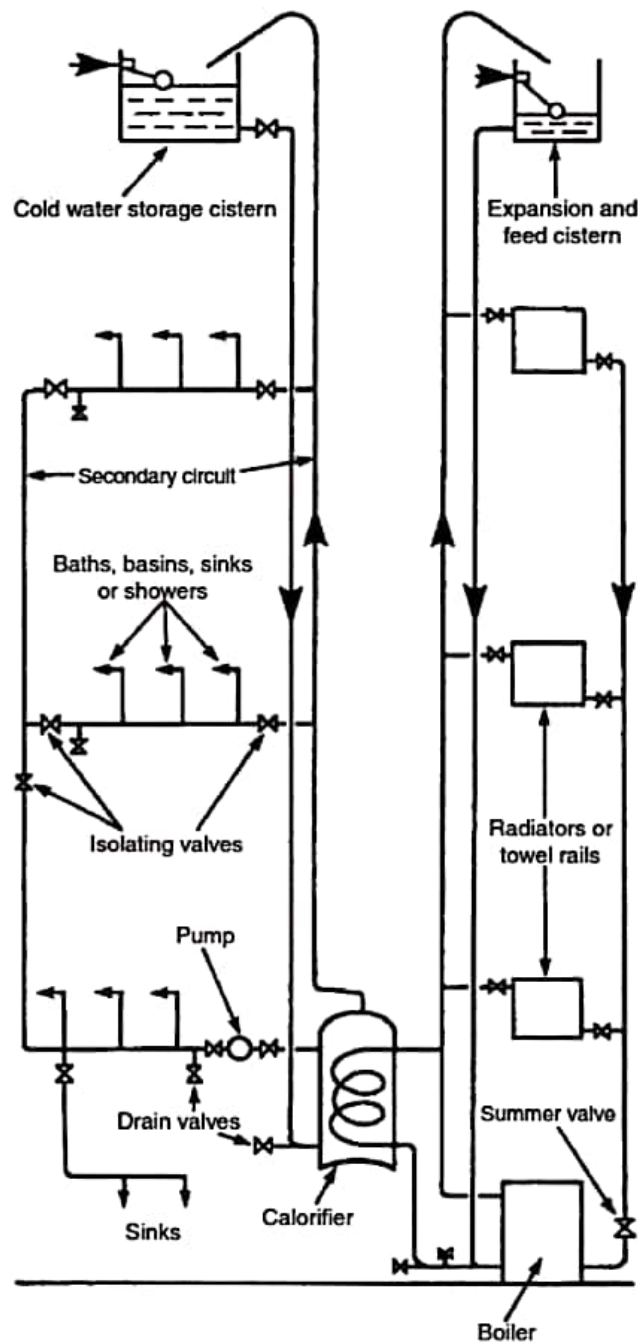 Cold water storage cistern
Expansion and
feed cistern
Secondary circuit
Baths, basins, sinks
or showers
Isolating valves
Radiators or
towel rails
Pump
Drain valves
Summer valve
Sinks
Calorifier
Boiler